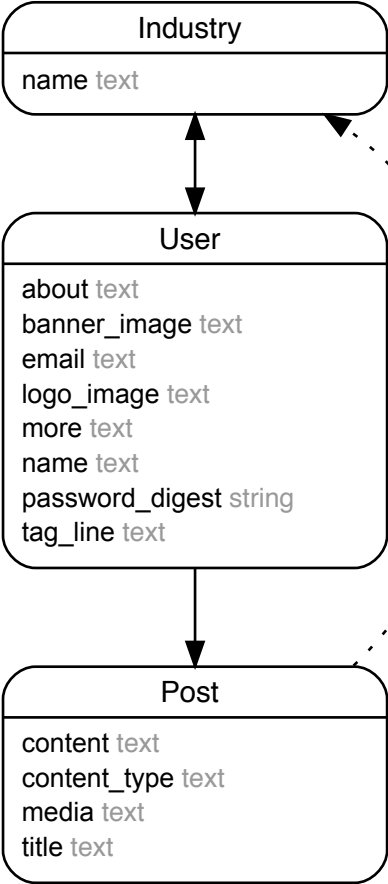 Industry
name text
User
about text
banner_image text
email text
logo_image text
more text
name text
password_digest string
tag_line text
Post
content text
content_type text
media text
title text